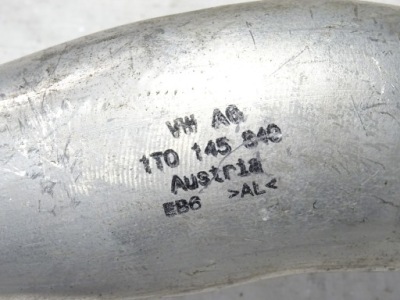 VW AG
1T0 145 840
Austria
EB6 >AL<